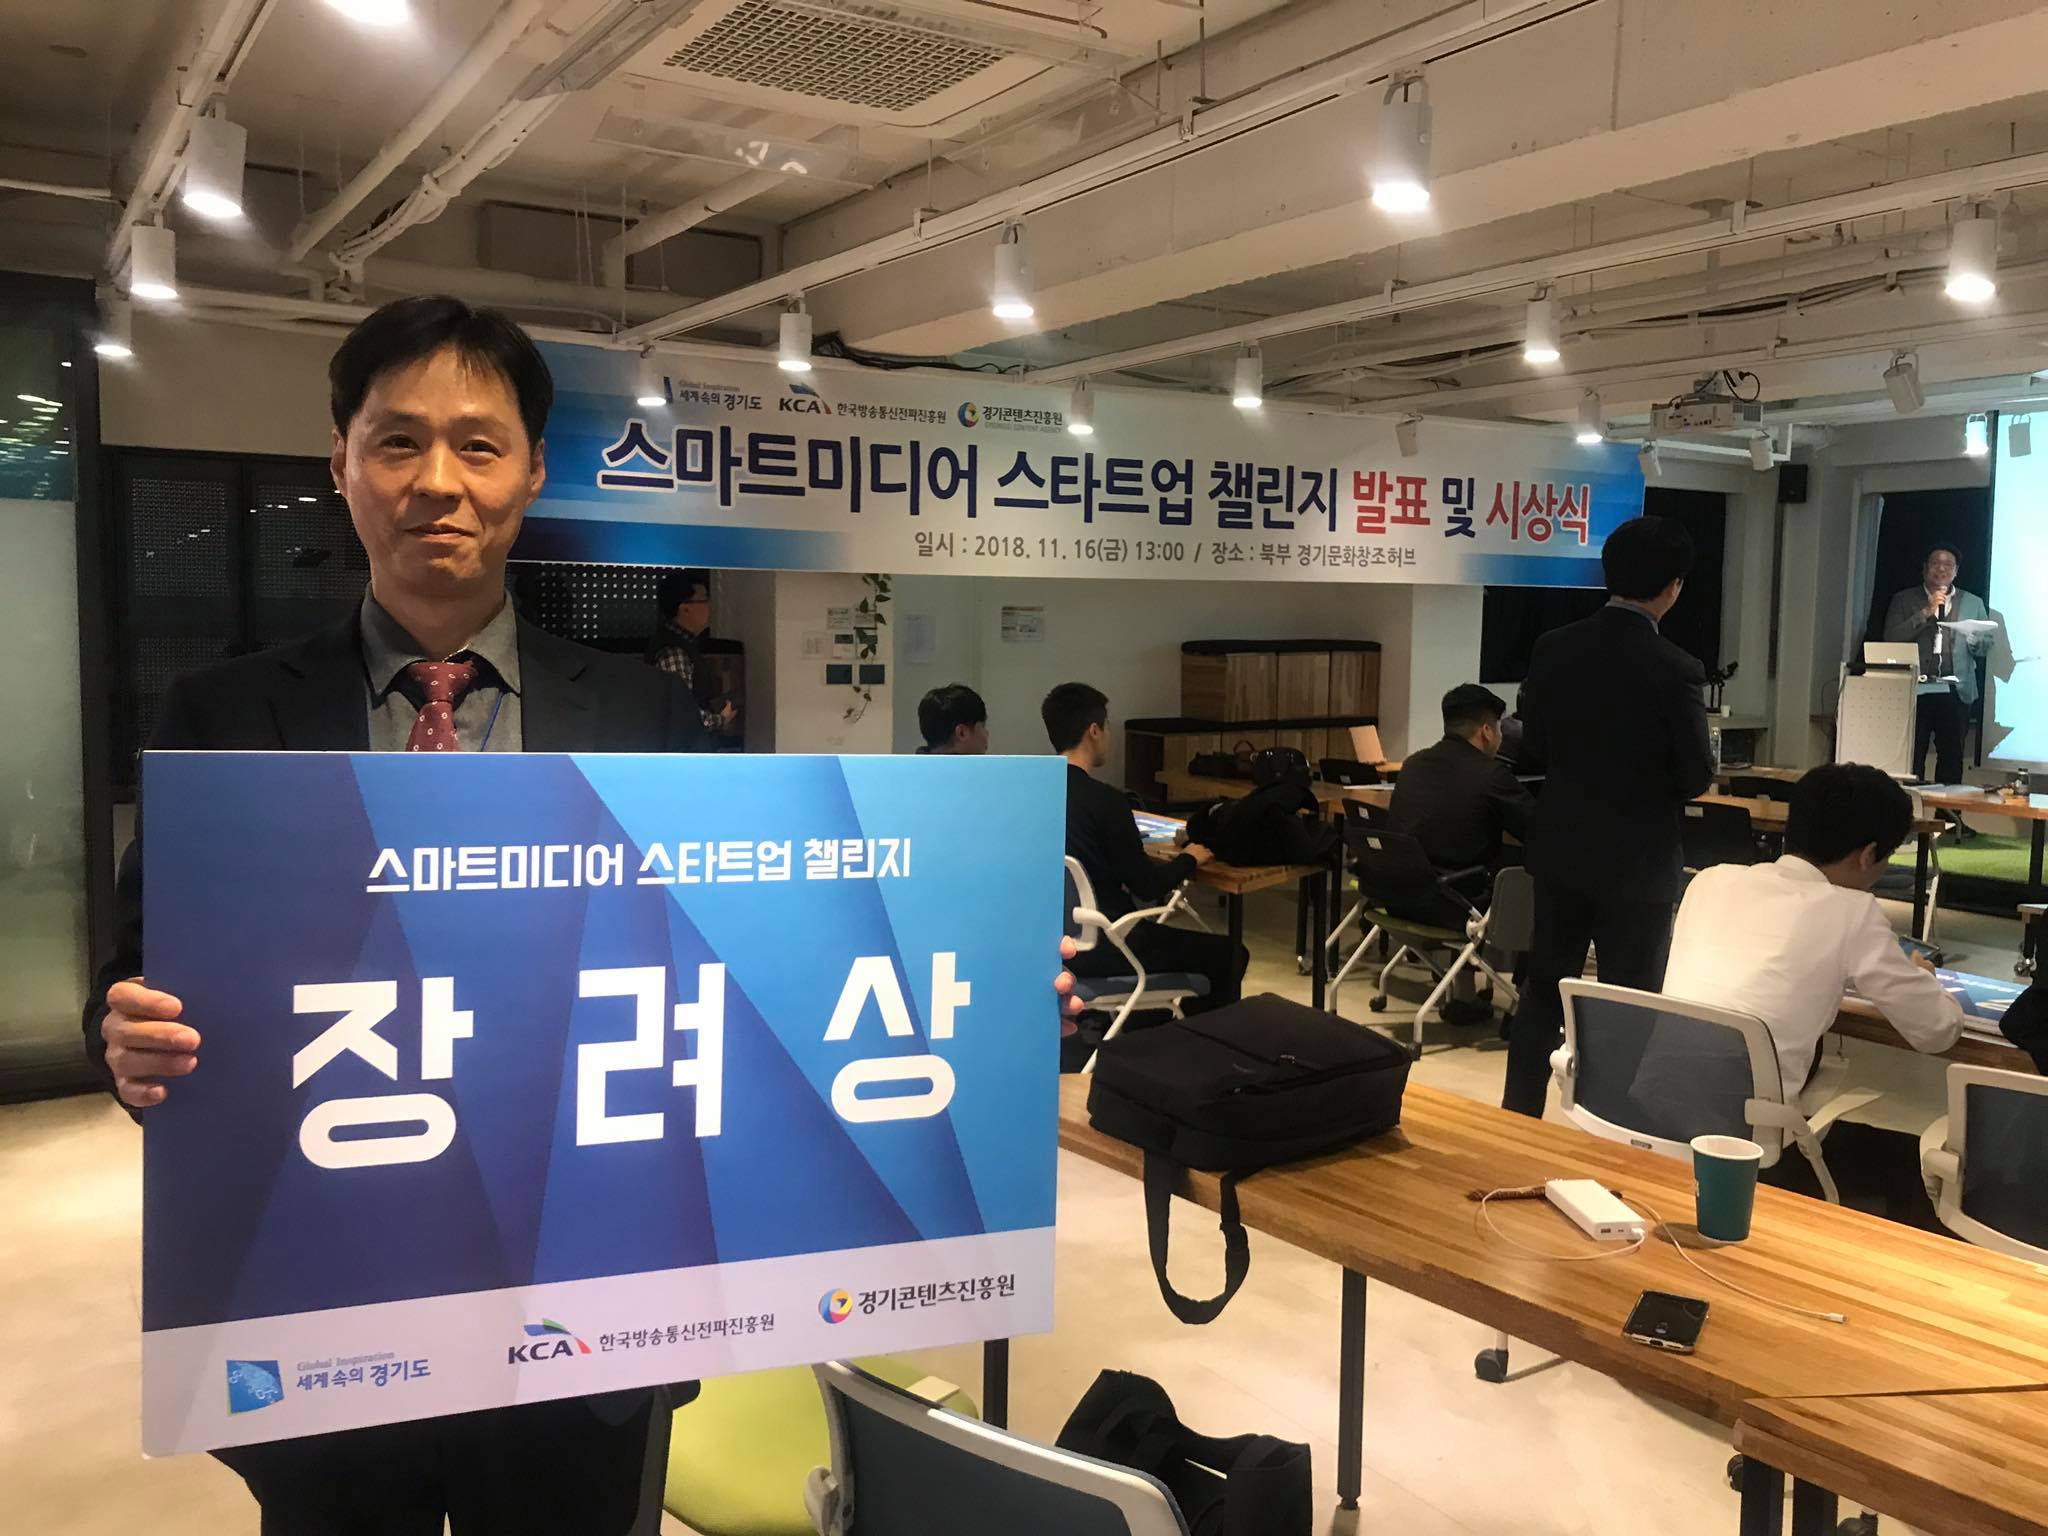 Global Inspiration
세계 속의 경기도
KCA 한국방송통신전파진흥원
경기콘텐츠진흥원
GYEONGGI CONTENT AGENCY
스마트미디어 스타트업 챌린지 발표 및 시상식
일시 : 2018. 11. 16(금) 13:00 / 장소 : 북부 경기문화창조허브
스마트미디어 스타트업 챌린지
장려상
Global Inspiration
세계 속의 경기도
KCA 한국방송통신전파진흥원
경기콘텐츠진흥원